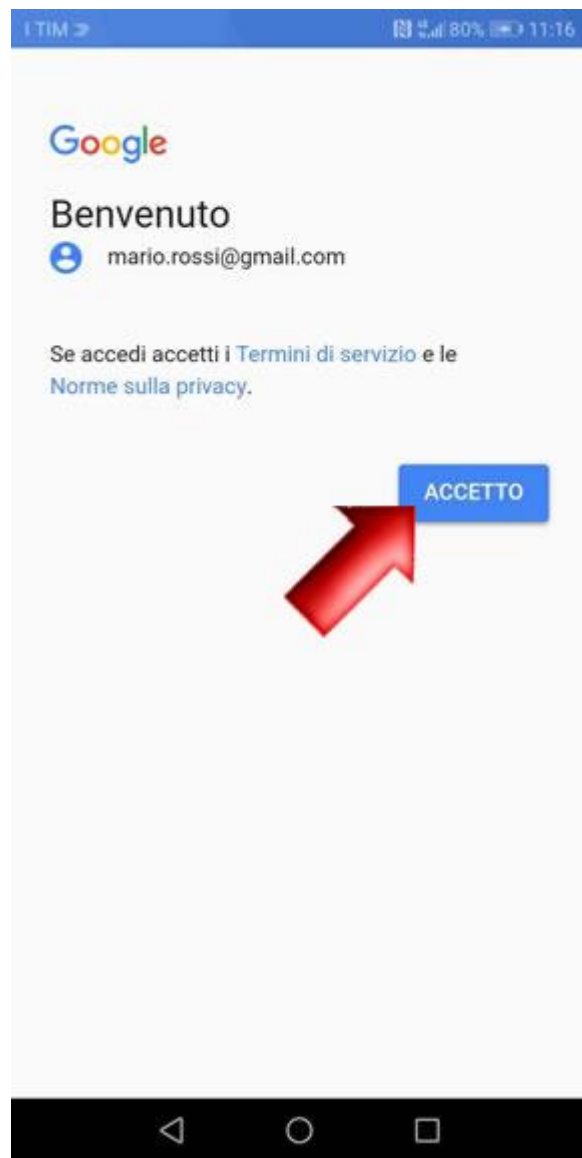 I TIM
80% 11:16
Google
Benvenuto
mario.rossi@gmail.com
Se accedi accetti i Termini di servizio e le
Norme sulla privacy.
ACCETTO